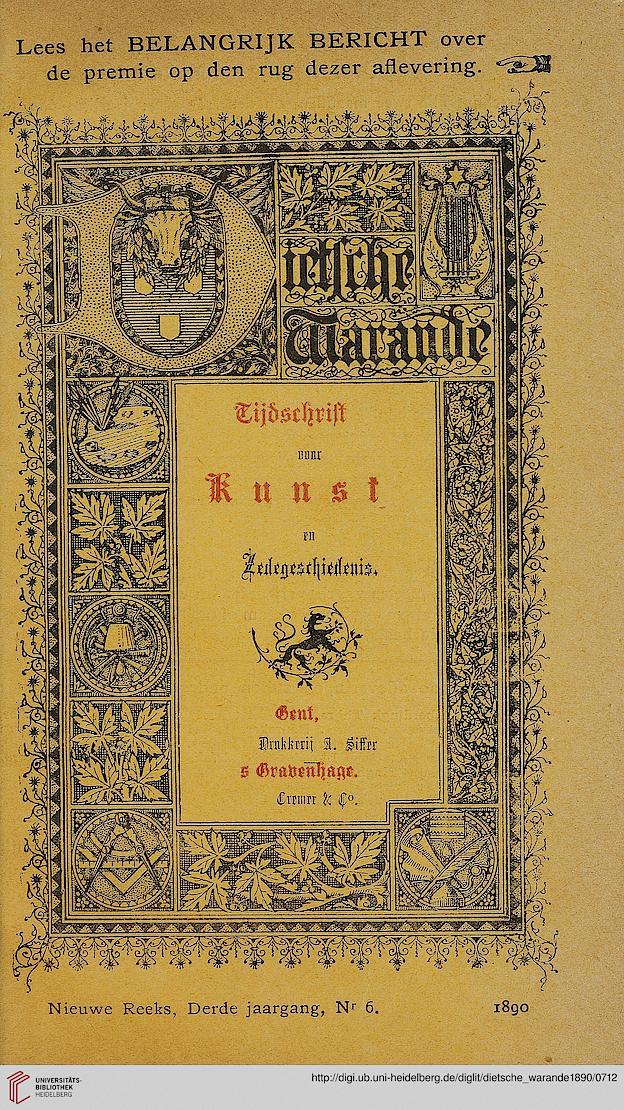 Lees het BELANGRIJK BERICHT over
de premie op den rug dezer aflevering.
Dietsche
Warande
Tijdschrift
voor
Kunst
en
Zedegeschiedenis.
Gent,
Drukkerij A. Siffer
s Gravenhage.
Cremer & Co.
Nieuwe Reeks, Derde jaargang, Nr 6.
1890
UNIVERSITÄTS-
BIBLIOTHEK
HEIDELBERG
http://digi.ub.uni-heidelberg.de/diglit/dietsche_warande1890/0712